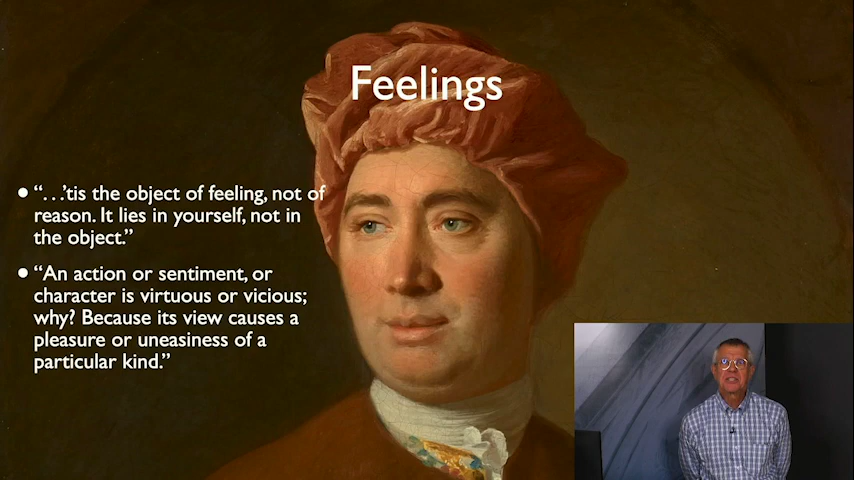 Feelings
● “…’tis the object of feeling, not of
reason. It lies in yourself, not in
the object.”
● “An action or sentiment, or
character is virtuous or vicious;
why? Because its view causes a
pleasure or uneasiness of a
particular kind.”